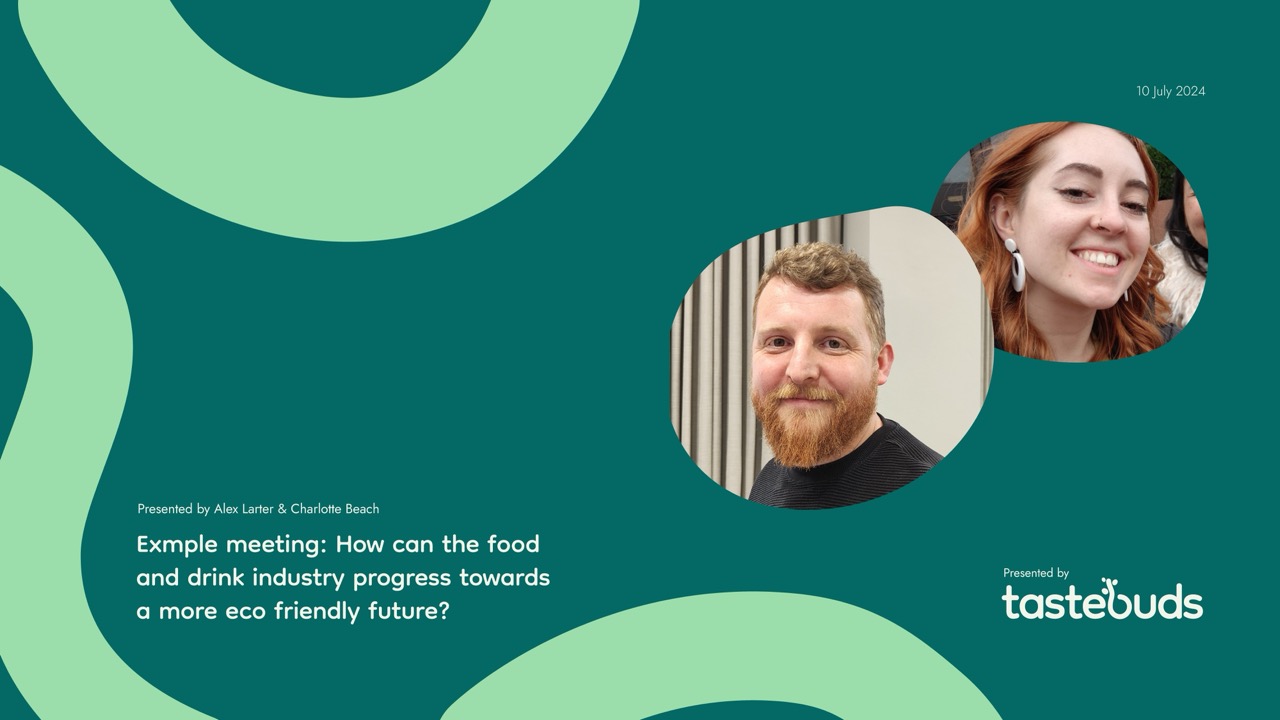 10 July 2024
Presented by Alex Larter & Charlotte Beach
Exmple meeting: How can the food
and drink industry progress towards
a more eco friendly future?
Presented by
tastebuds